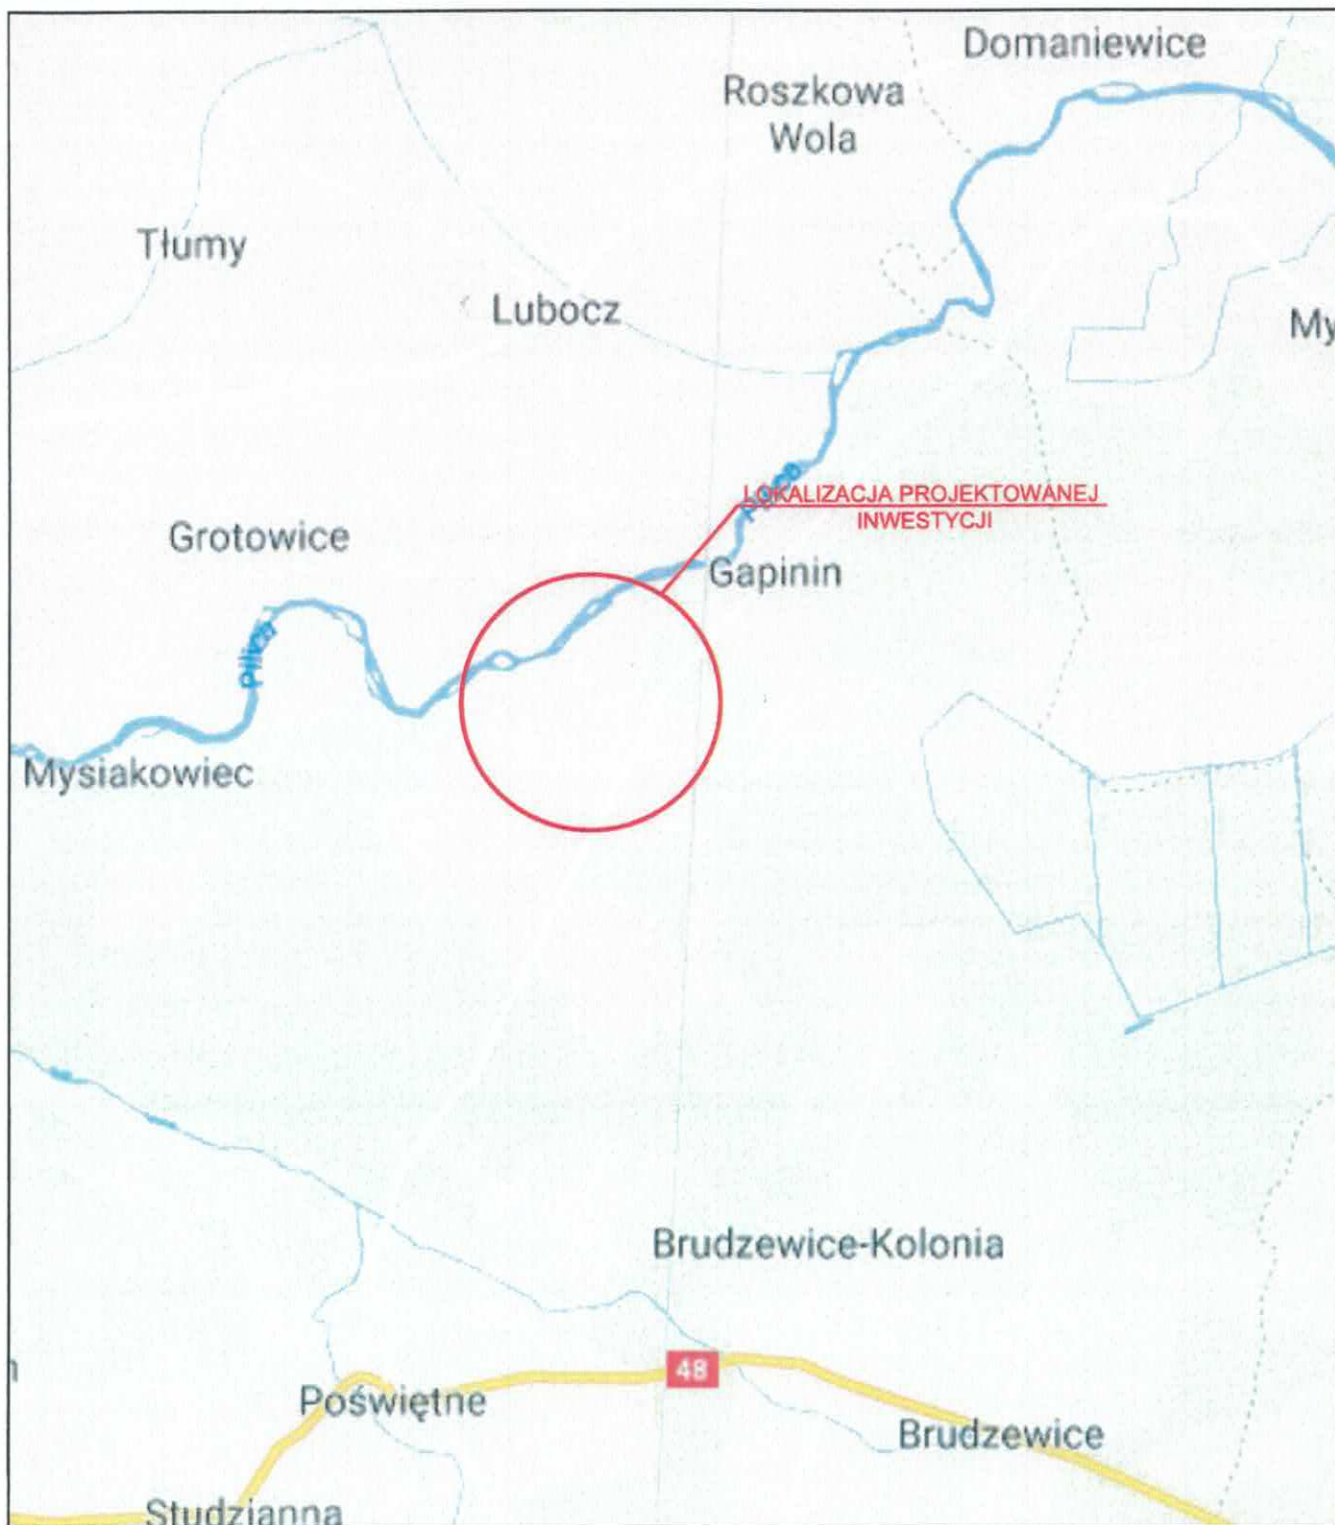 Domaniewice
Roszkowa
Wola
Tłumy
Lubocz
My
Pilica
LOKALIZACJA PROJEKTOWANEJ
INWESTYCJI
Grotowice
Gapinin
Pilica
Mysiakowiec
Brudzewice-Kolonia
48
Poświętne
Brudzewice
Studzianna